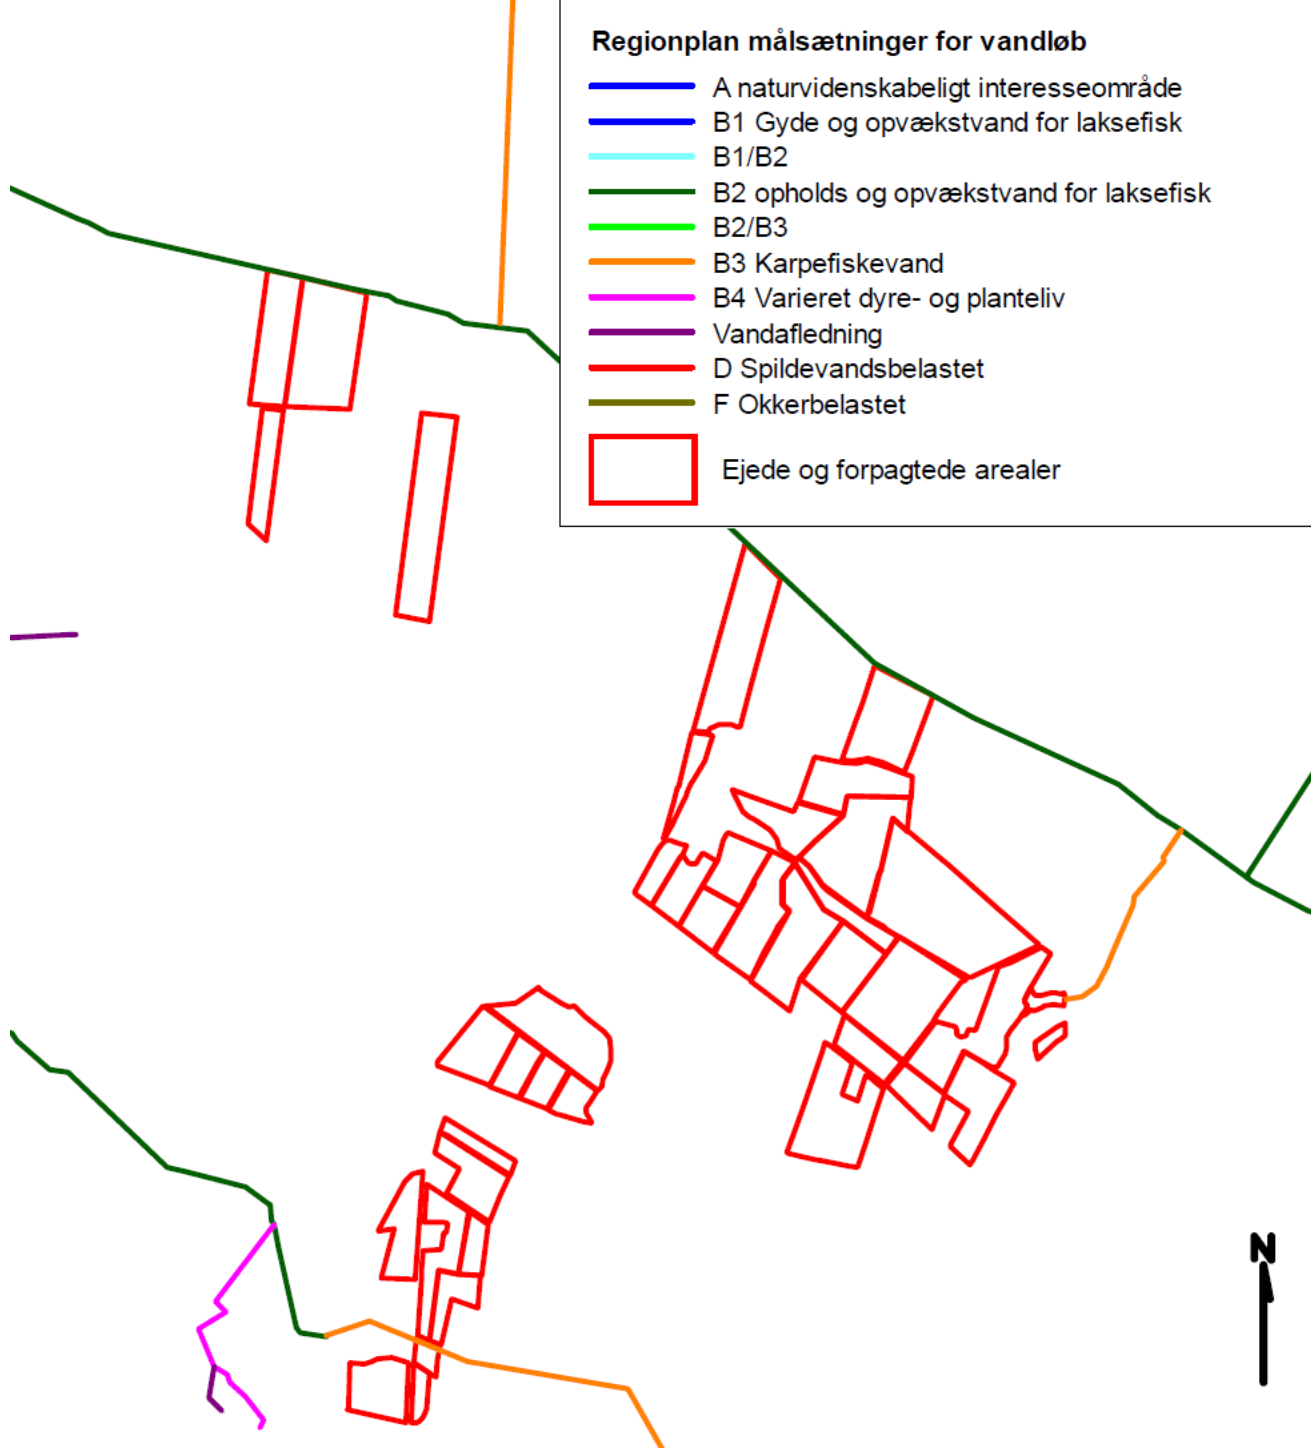 Regionplan målsætninger for vandløb
A naturvidenskabeligt interesseområde
B1 Gyde og opvækstvand for laksefisk
B1/B2
B2 opholds og opvækstvand for laksefisk
B2/B3
B3 Karpefiskevand
B4 Varieret dyre- og planteliv
Vandafledning
D Spildevandsbelastet
F Okkerbelastet
Ejede og forpagtede arealer
N